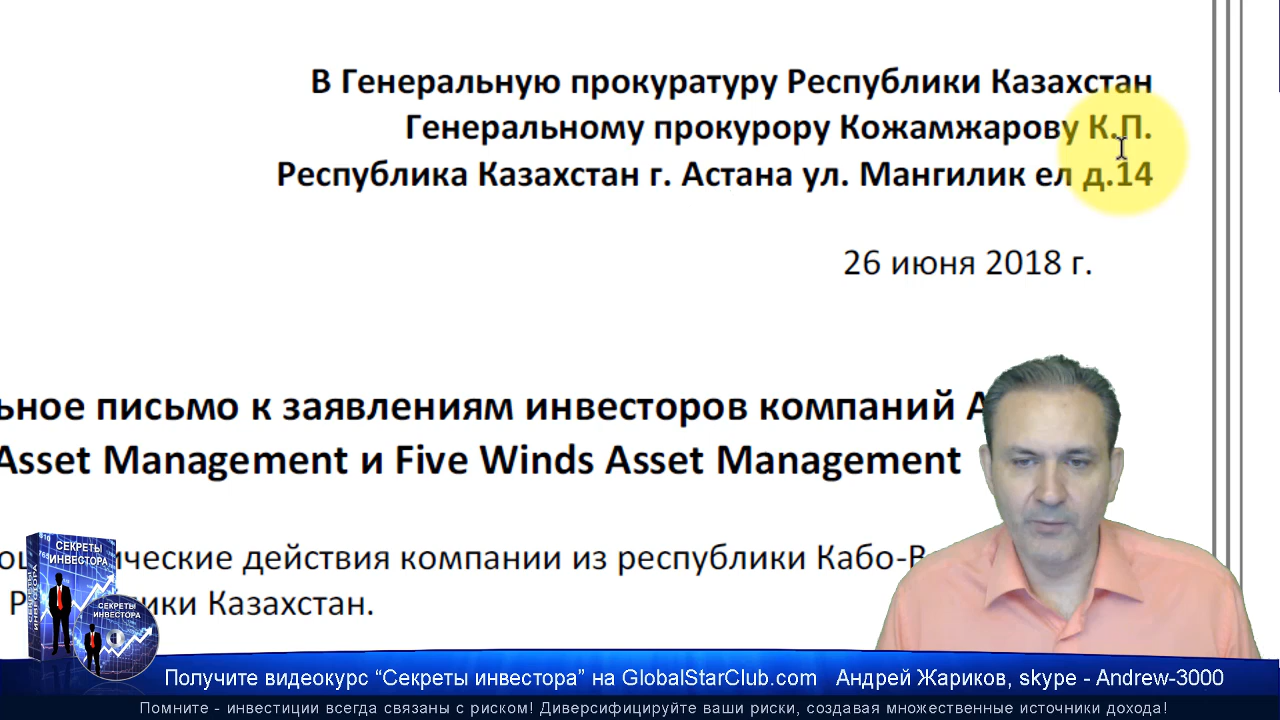 В Генеральную прокуратуру Республики Казахстан
Генеральному прокурору Кожамжарову К.П.
Республика Казахстан г. Астана ул. Мангилик ел д.14
26 июня 2018 г.
ьное письмо к заявлениям инвесторов компаний A
Asset Management и Five Winds Asset Management
ические действия компании из республики Кабо-В
Р ики Казахстан.
СЕКРЕТЫ
ИНВЕСТОРА
СЕКРЕТЫ ИНВЕСТОРА
СЕКРЕТЫ
ИНВЕСТОРА
Получите видеокурс “Секреты инвестора” на GlobalStarClub.com Андрей Жариков, skype - Andrew-3000
Помните - инвестиции всегда связаны с риском! Диверсифицируйте ваши риски, создавая множественные источники дохода!